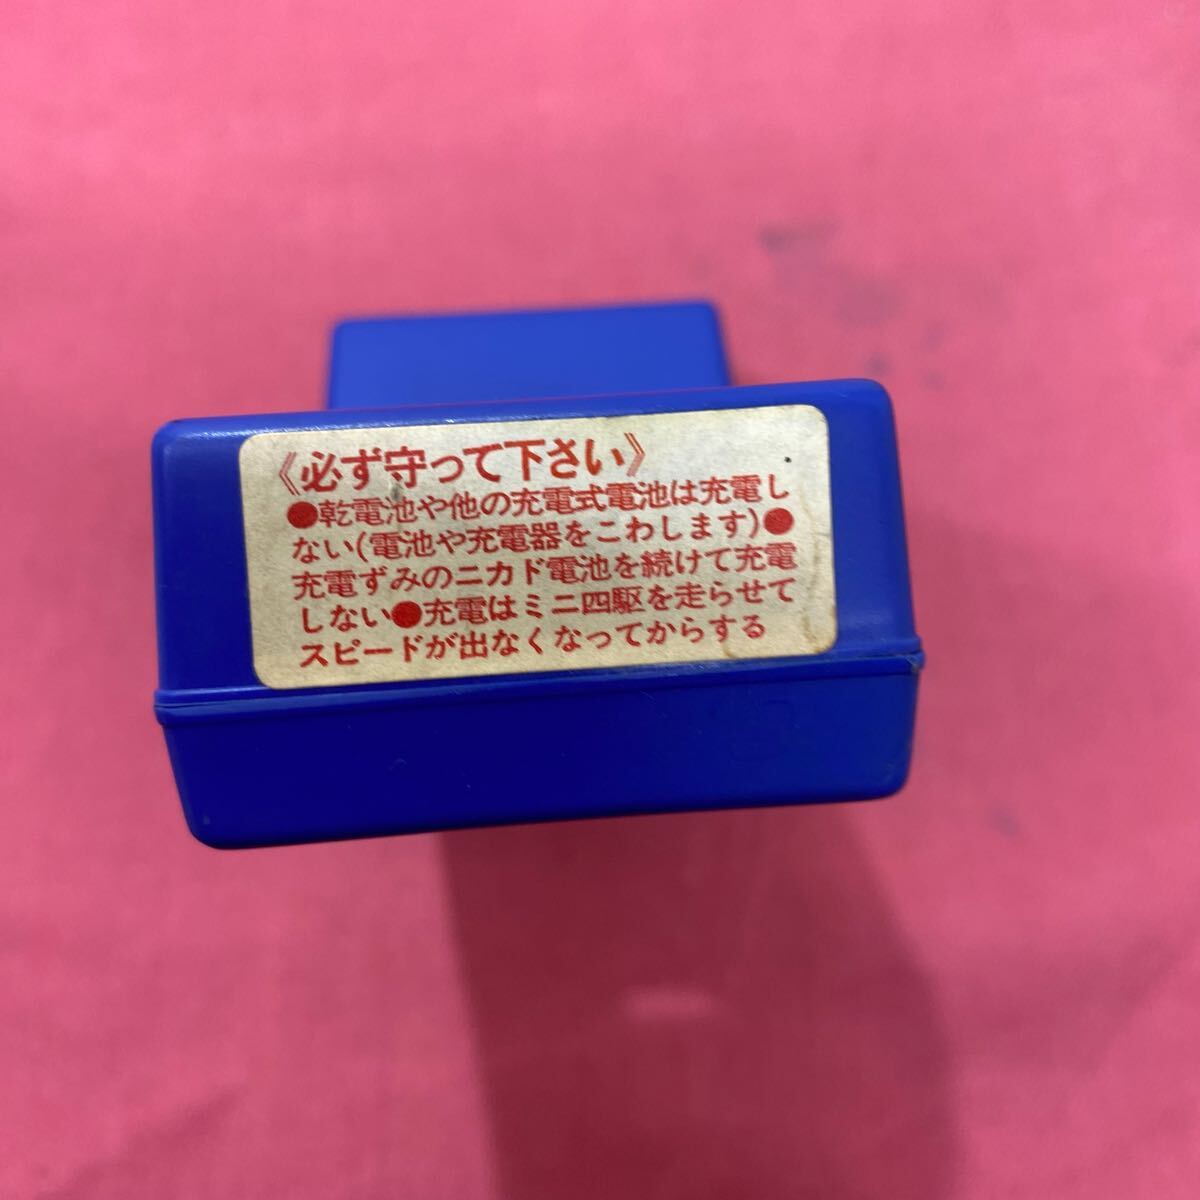 《必ず守って下さい》
●乾電池や他の充電式電池は充電し
ない(電池や充電器をこわします)●
充電ずみのニカド電池を続けて充電
しない●充電はミニ四駆を走らせて
スピードが出なくなってからする